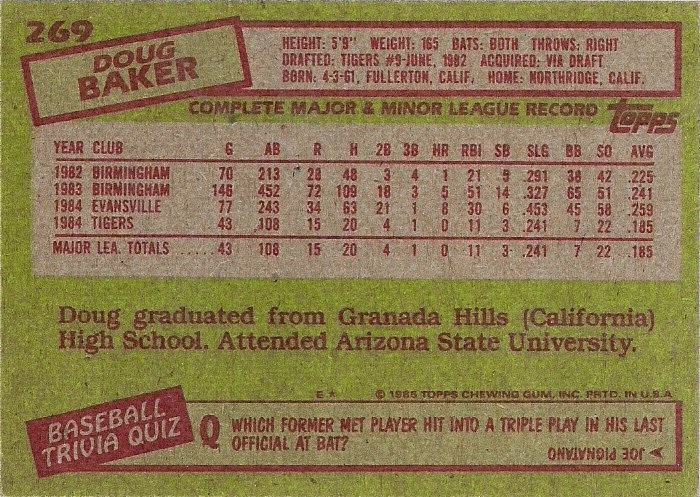 269
DOUG
BAKER
HEIGHT: 5'9" WEIGHT: 165 BATS: BOTH THROWS: RIGHT
DRAFTED: TIGERS #9-JUNE, 1982 ACQUIRED: VIA DRAFT
BORN: 4-3-61, FULLERTON, CALIF. HOME: NORTHRIDGE, CALIF.
COMPLETE MAJOR & MINOR LEAGUE RECORD topps
YEAR CLUB G AB R H 2B 3B HR RBI SB SLG BB SO AVG
1982 BIRMINGHAM 70 213 28 48 3 4 1 21 5 .291 38 42 .225
1983 BIRMINGHAM 146 452 72 109 18 3 5 51 14 .327 65 51 .241
1984 EVANSVILLE 77 243 34 63 21 1 8 30 6 .453 45 58 .259
1984 TIGERS 43 108 15 20 4 1 0 11 3 .241 7 22 .185
MAJOR LEA. TOTALS .....43 108 15 20 4 1 0 11 3 .241 7 22 .185
Doug graduated from Granada Hills (California)
High School. Attended Arizona State University.
E * © 1985 TOPPS CHEWING GUM, INC. PRTD. IN U.S.A.
BASEBALL
TRIVIA QUIZ
Q WHICH FORMER MET PLAYER HIT INTO A TRIPLE PLAY IN HIS LAST
OFFICIAL AT BAT?
JOE PIGNATANO